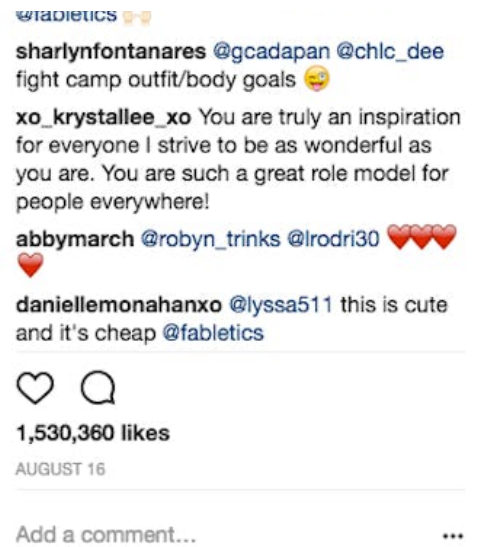 @fabletics 🙌🏻
sharlynfontanares @gcadapan @chlc_dee
fight camp outfit/body goals 😜
xo_krystallee_xo You are truly an inspiration
for everyone I strive to be as wonderful as
you are. You are such a great role model for
people everywhere!
abbymarch @robyn_trinks @lrodri30 ❤️❤️❤️
❤️
daniellemonahanxo @lyssa511 this is cute
and it's cheap @fabletics
1,530,360 likes
AUGUST 16
Add a comment...